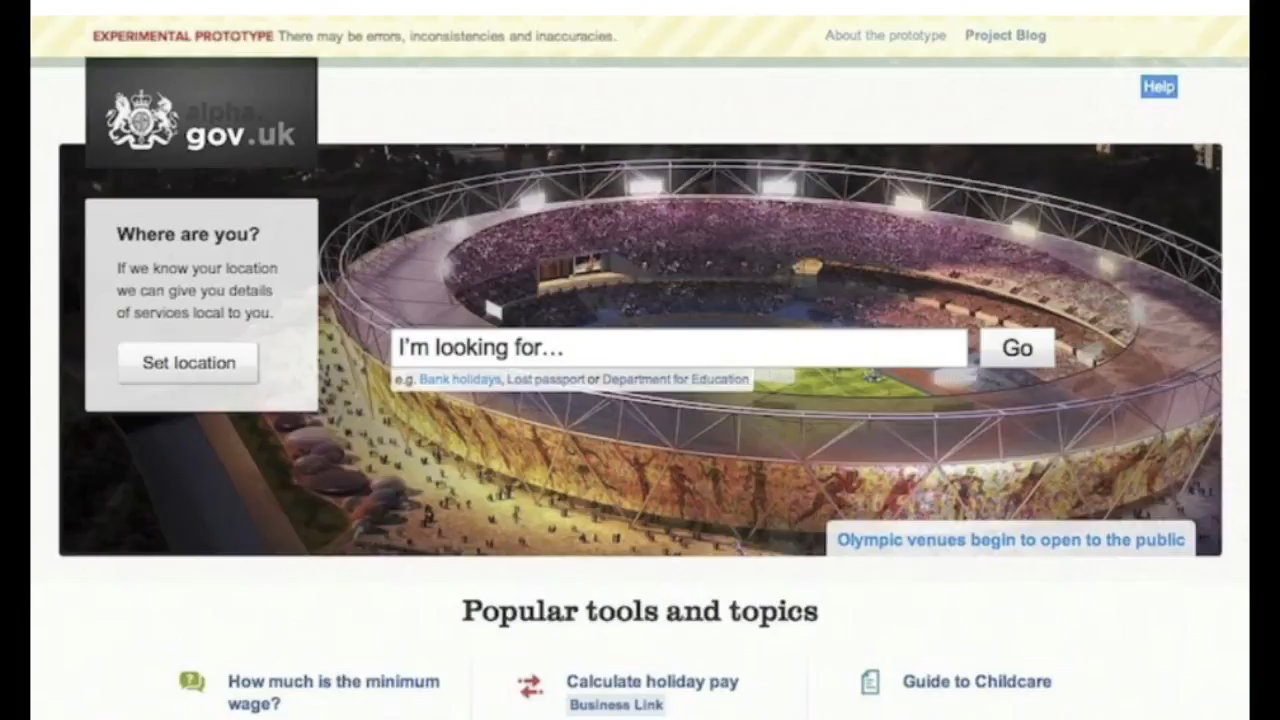 EXPERIMENTAL PROTOTYPE There may be errors, inconsistencies and inaccuracies.
About the prototype Project Blog
Help
alpha.
gov.uk
Where are you?
If we know your location
we can give you details
of services local to you.
Set location
I'm looking for...
Go
e.g. Bank holidays, Lost passport or Department for Education
Olympic venues begin to open to the public
Popular tools and topics
How much is the minimum
wage?
Calculate holiday pay
Business Link
Guide to Childcare